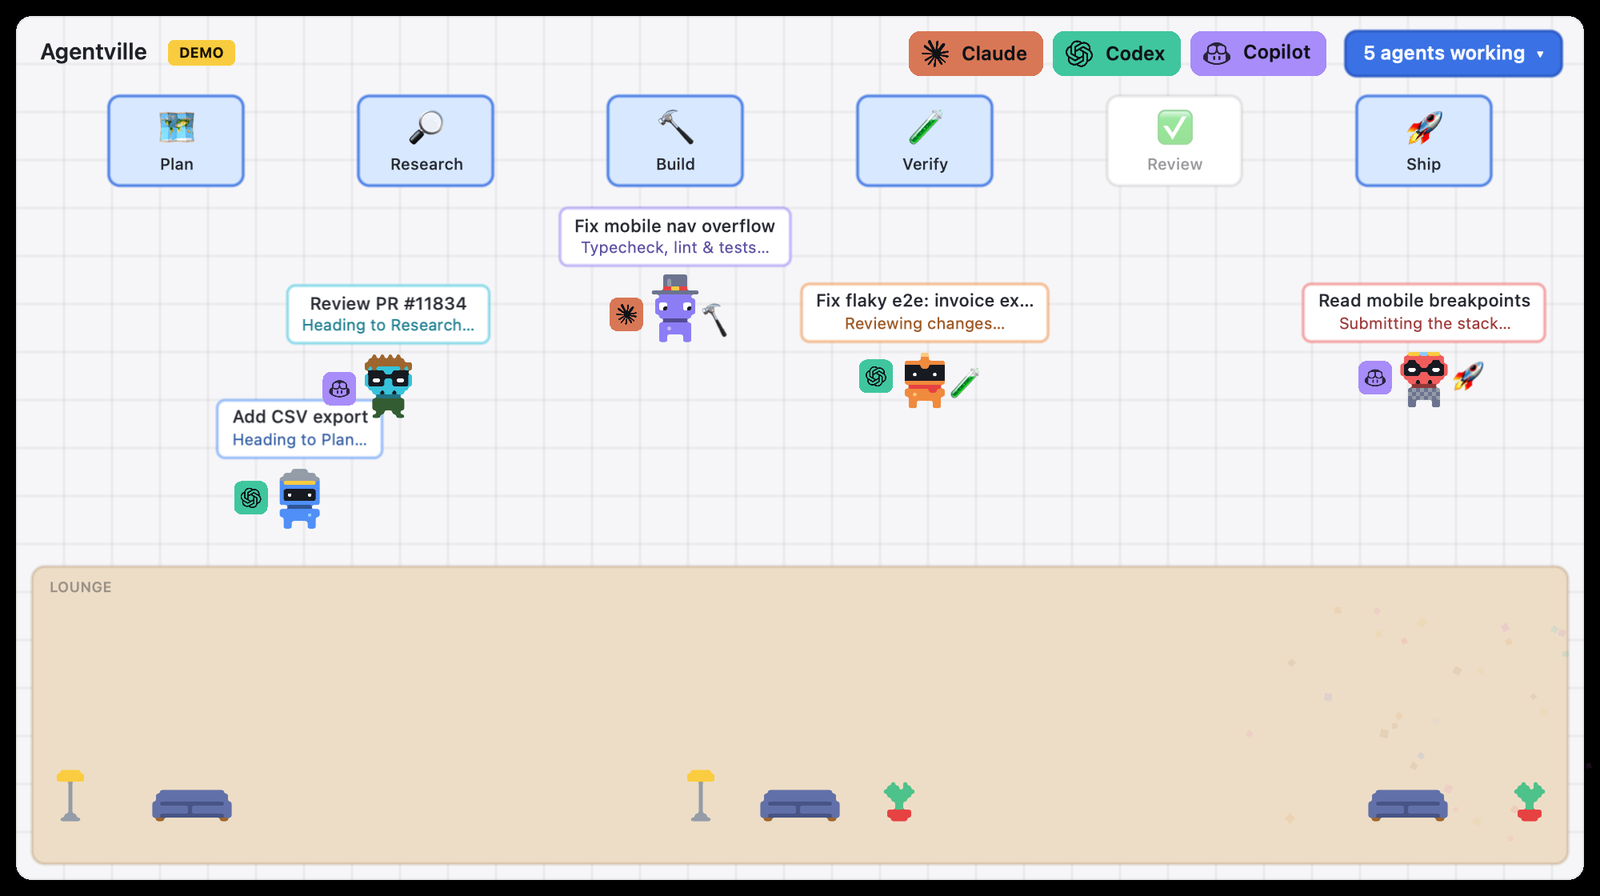 Agentville
DEMO
Claude
Codex
Copilot
5 agents working
Plan
Research
Build
Verify
Review
Ship
Fix mobile nav overflow
Typecheck, lint & tests...
Review PR #11834
Heading to Research...
Fix flaky e2e: invoice ex...
Reviewing changes...
Read mobile breakpoints
Submitting the stack...
Add CSV export
Heading to Plan...
LOUNGE